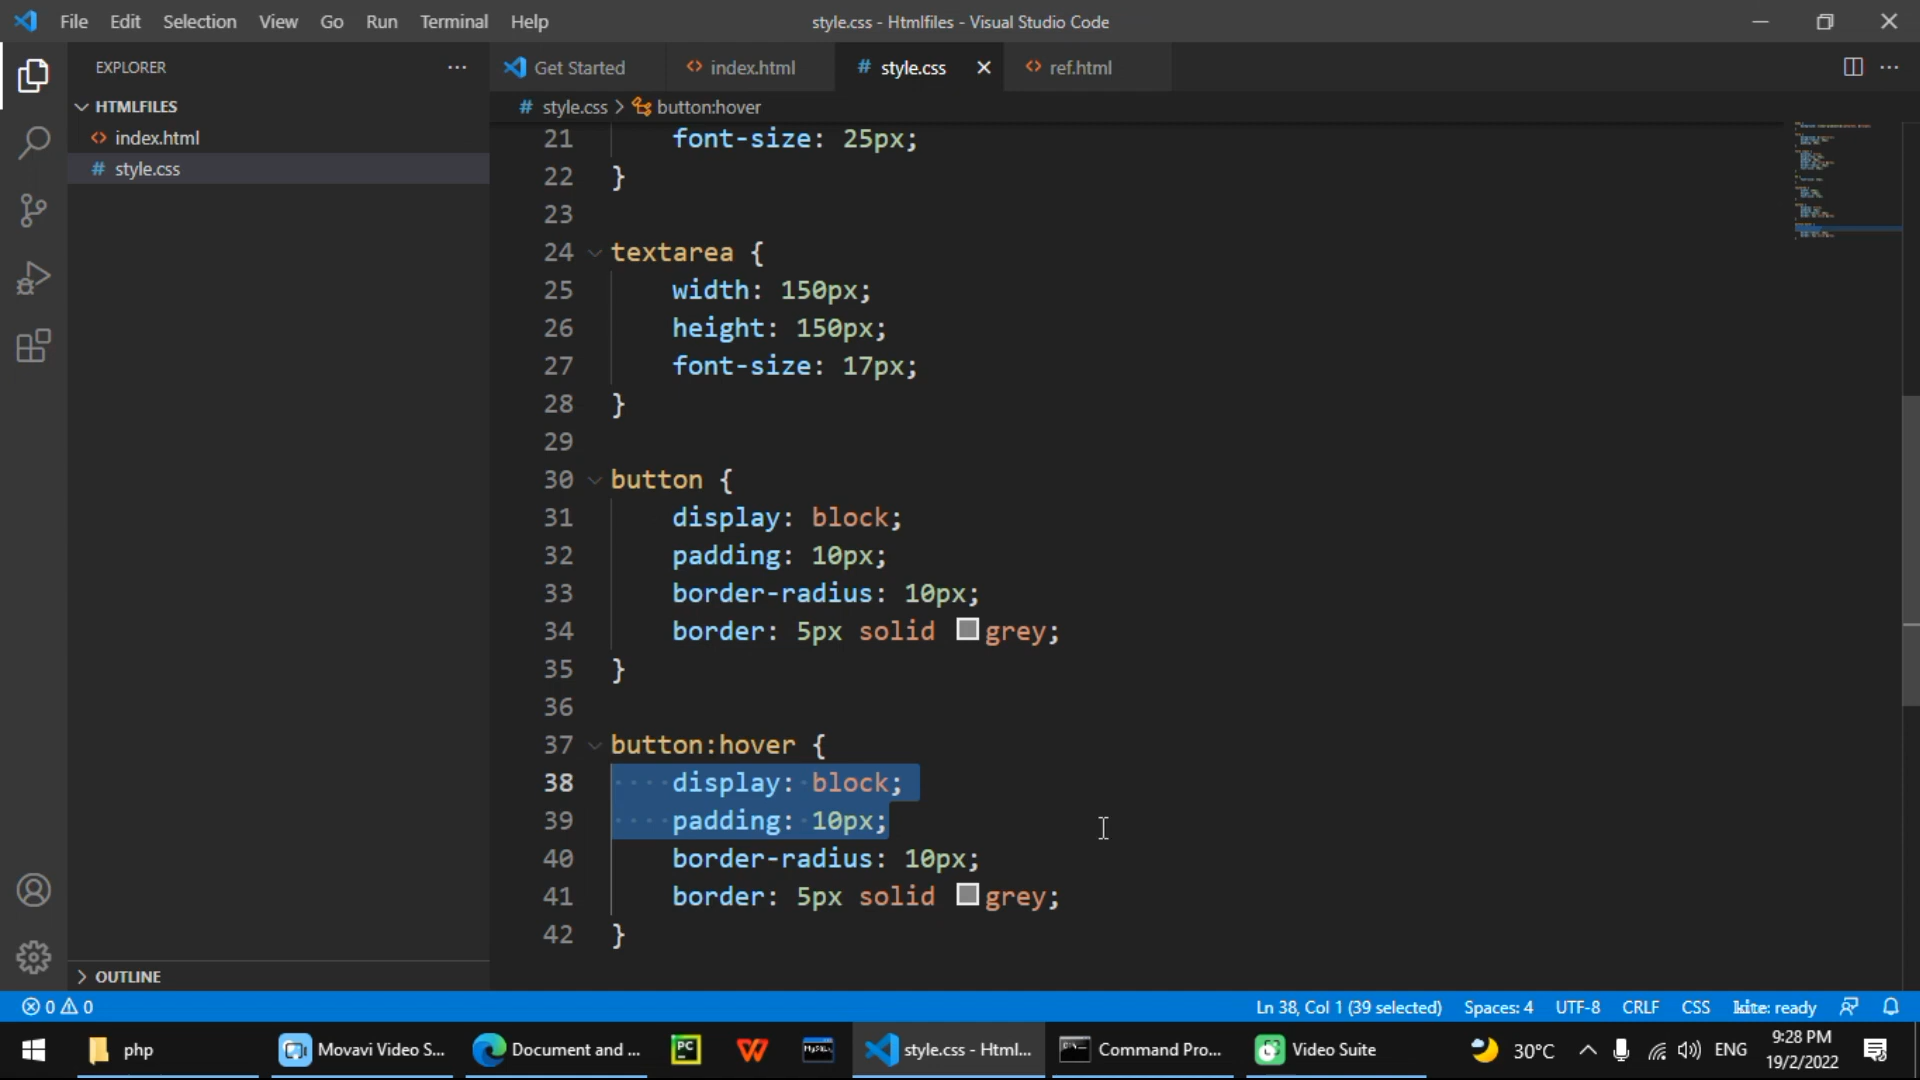 File Edit Selection View Go Run Terminal Help
style.css - Htmlfiles - Visual Studio Code
EXPLORER
HTMLFILES
<> index.html
# style.css
OUTLINE
Get Started
<> index.html
# style.css
<> ref.html
# style.css > button:hover
21 font-size: 25px;
22 }
23
24 textarea {
25 width: 150px;
26 height: 150px;
27 font-size: 17px;
28 }
29
30 button {
31 display: block;
32 padding: 10px;
33 border-radius: 10px;
34 border: 5px solid grey;
35 }
36
37 button:hover {
38 display: block;
39 padding: 10px;
40 border-radius: 10px;
41 border: 5px solid grey;
42 }
0 0
Ln 38, Col 1 (39 selected) Spaces: 4 UTF-8 CRLF CSS kite: ready
php
Movavi Video S...
Document and ...
PC
style.css - Html...
Command Pro...
Video Suite
30°C
ENG
9:28 PM
19/2/2022